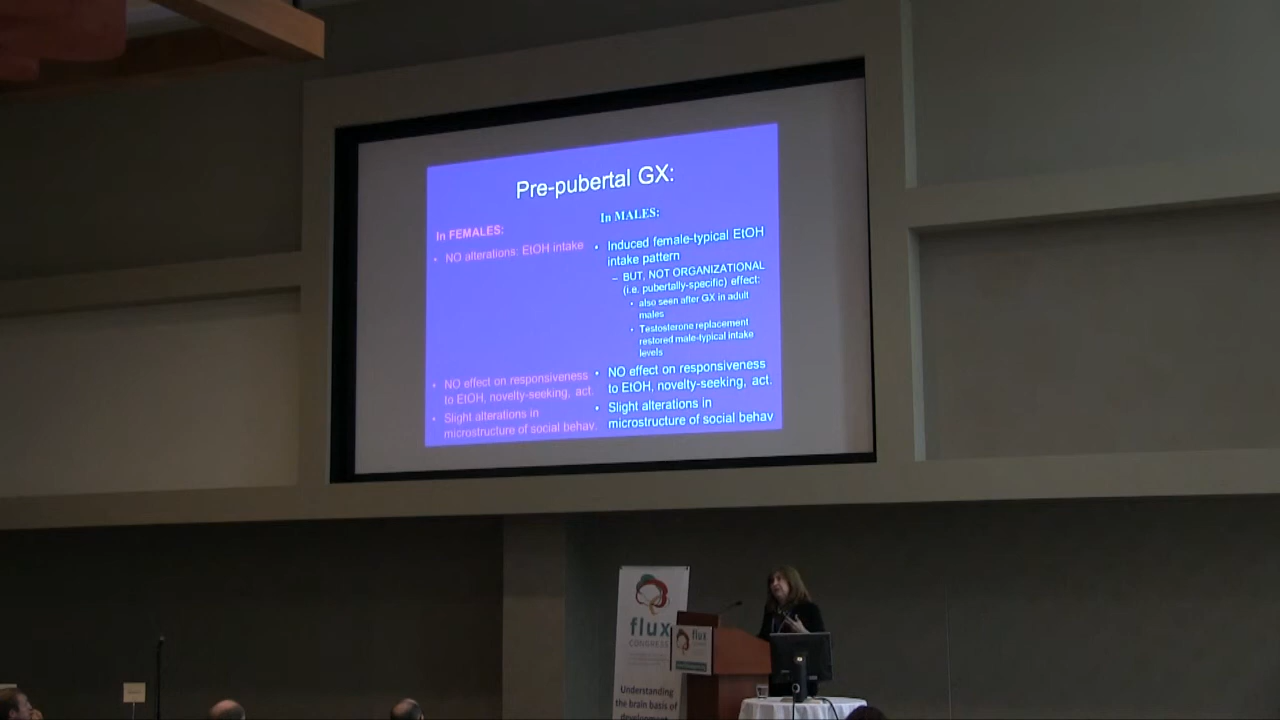 Pre-pubertal GX:
In FEMALES:
• NO alterations: EtOH intake
• NO effect on responsiveness
to EtOH, novelty-seeking, act.
• Slight alterations in
microstructure of social behav.
In MALES:
• Induced female-typical EtOH
intake pattern
– BUT, NOT ORGANIZATIONAL
(i.e. pubertally-specific) effect:
• also seen after GX in adult
males
• Testosterone replacement
restored male-typical intake
levels
• NO effect on responsiveness
to EtOH, novelty-seeking, act.
• Slight alterations in
microstructure of social behav
flux
CONGRESS
Understanding
the brain basis of
development
flux